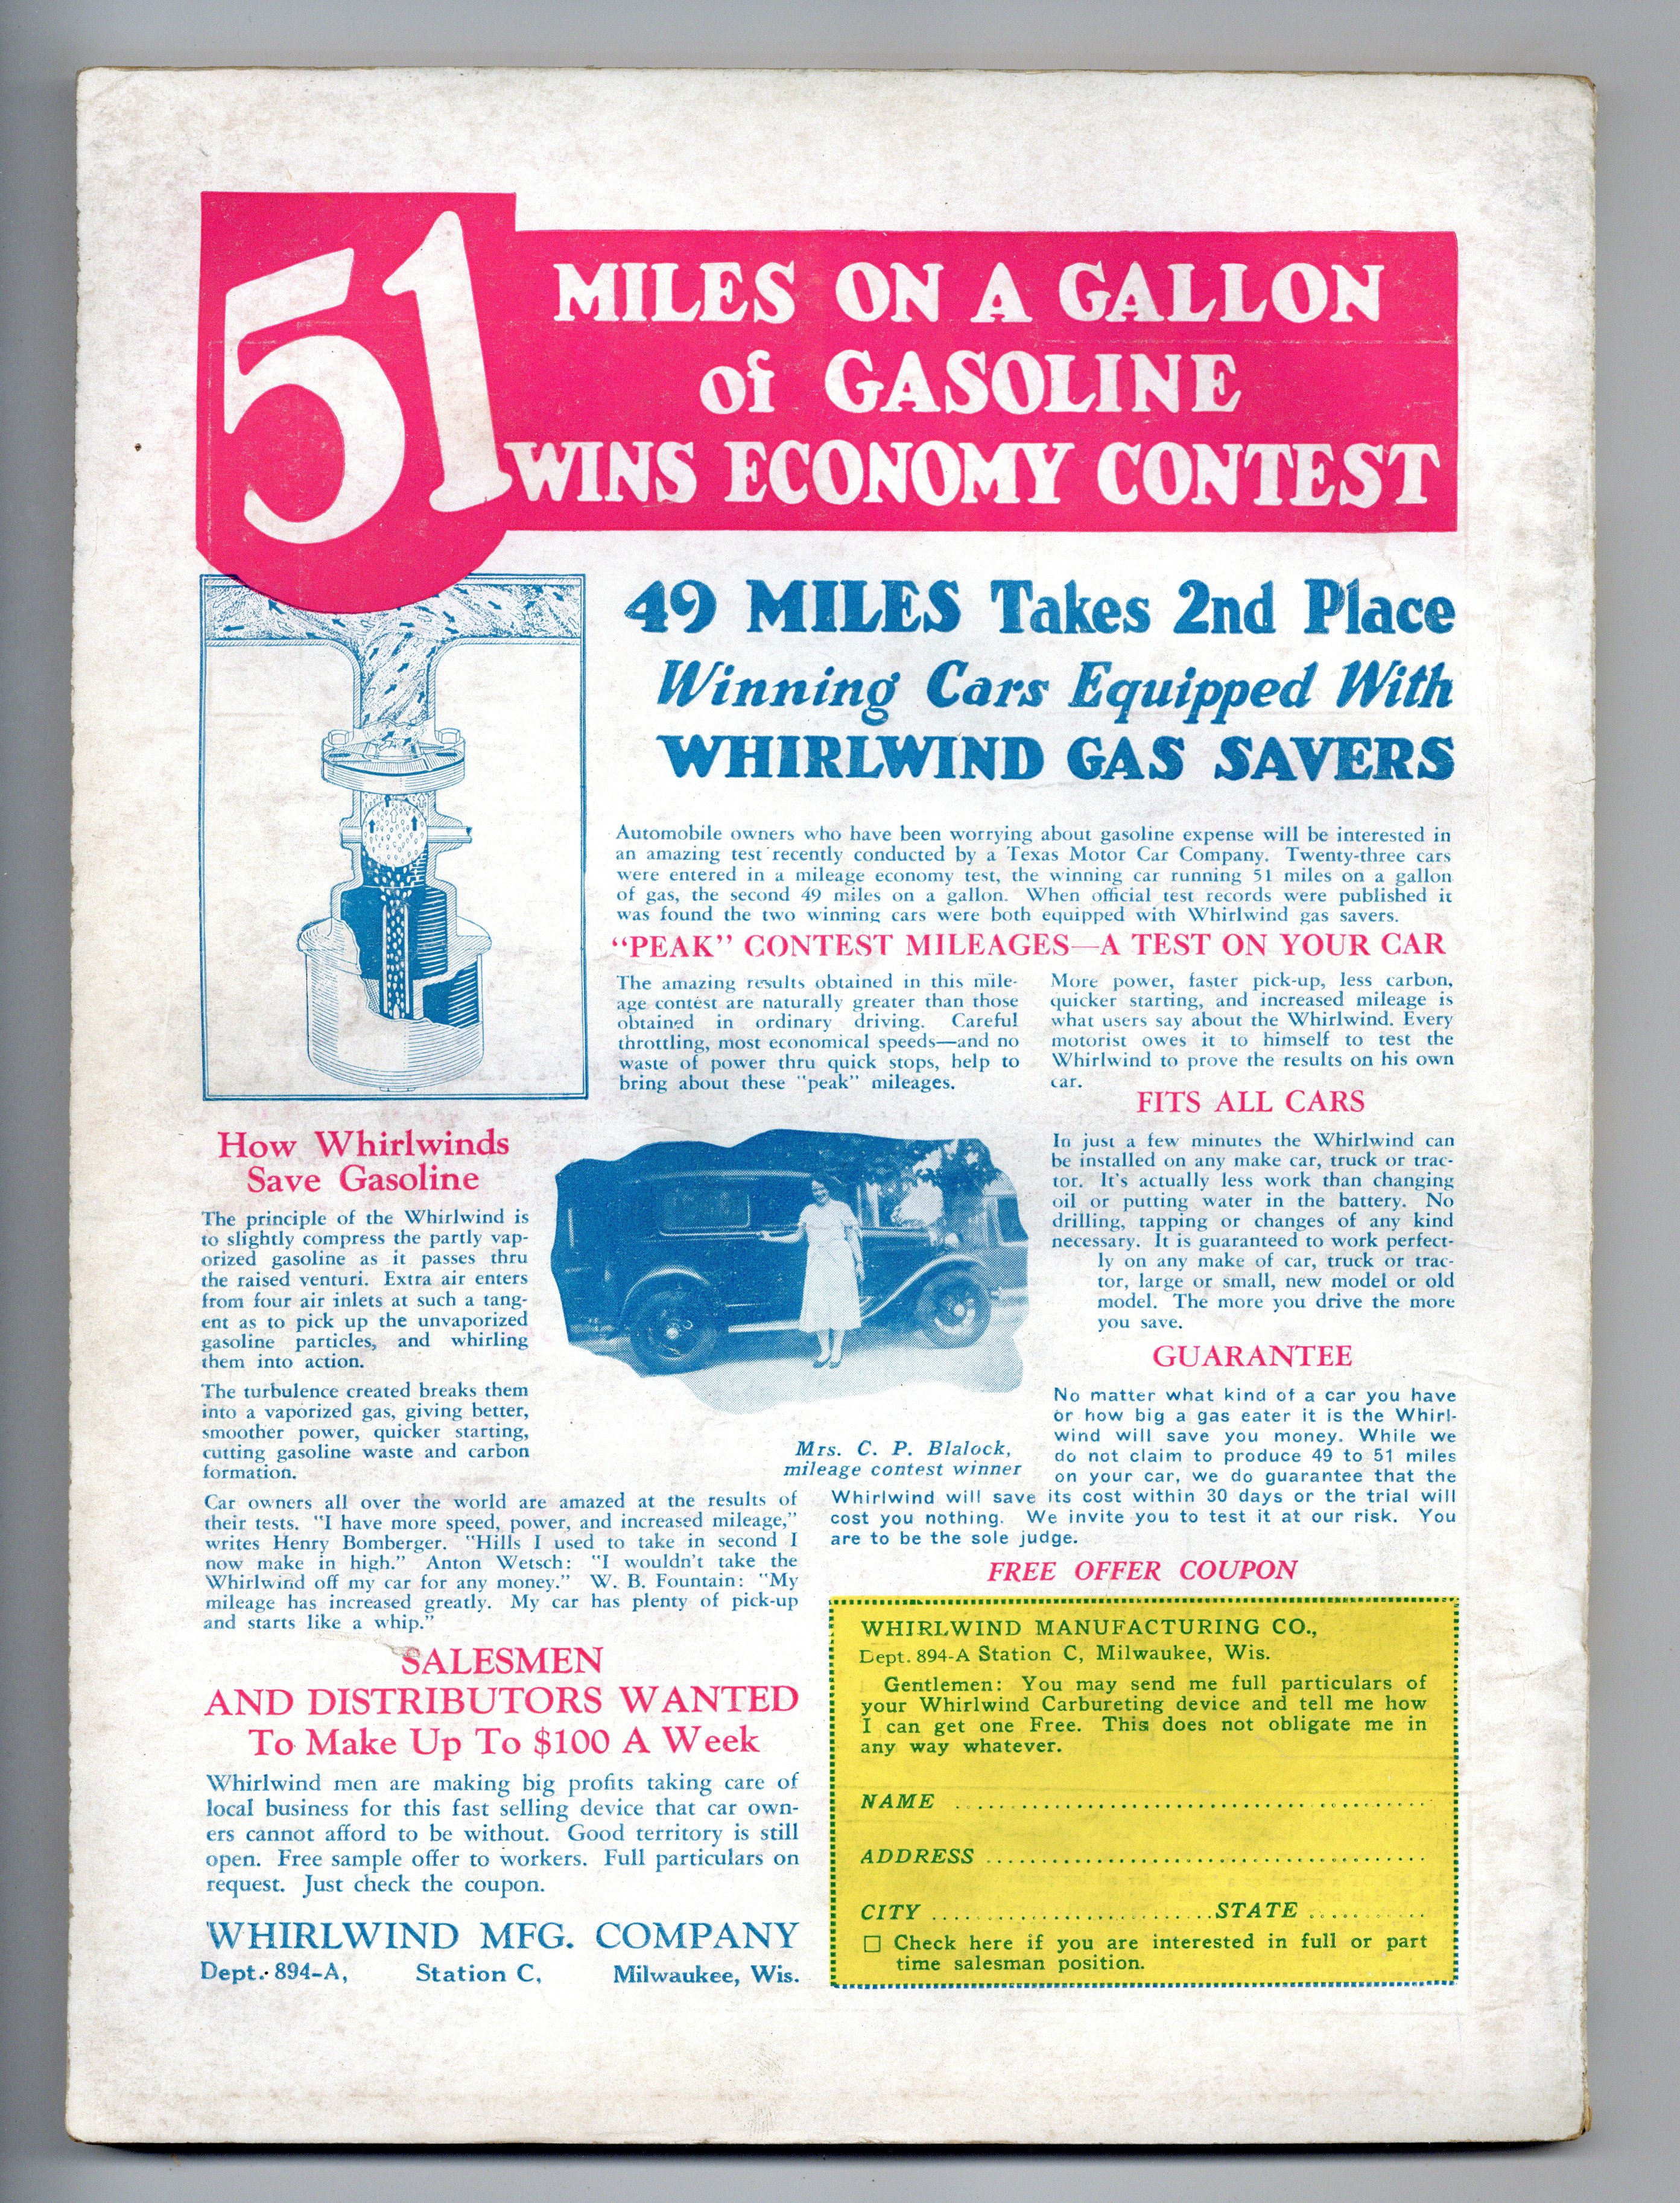 51
MILES ON A GALLON
of GASOLINE
WINS ECONOMY CONTEST
49 MILES Takes 2nd Place
Winning Cars Equipped With
WHIRLWIND GAS SAVERS
Automobile owners who have been worrying about gasoline expense will be interested in
an amazing test recently conducted by a Texas Motor Car Company. Twenty-three cars
were entered in a mileage economy test, the winning car running 51 miles on a gallon
of gas, the second 49 miles on a gallon. When official test records were published it
was found the two winning cars were both equipped with Whirlwind gas savers.
"PEAK" CONTEST MILEAGES—A TEST ON YOUR CAR
The amazing results obtained in this mile-
age contest are naturally greater than those
obtained in ordinary driving. Careful
throttling, most economical speeds—and no
waste of power thru quick stops, help to
bring about these "peak" mileages.
More power, faster pick-up, less carbon,
quicker starting, and increased mileage is
what users say about the Whirlwind. Every
motorist owes it to himself to test the
Whirlwind to prove the results on his own
car.
FITS ALL CARS
In just a few minutes the Whirlwind can
be installed on any make car, truck or trac-
tor. It's actually less work than changing
oil or putting water in the battery. No
drilling, tapping or changes of any kind
necessary. It is guaranteed to work perfect-
ly on any make of car, truck or trac-
tor, large or small, new model or old
model. The more you drive the more
you save.
GUARANTEE
No matter what kind of a car you have
or how big a gas eater it is the Whirl-
wind will save you money. While we
do not claim to produce 49 to 51 miles
on your car, we do guarantee that the
Whirlwind will save its cost within 30 days or the trial will
cost you nothing. We invite you to test it at our risk. You
are to be the sole judge.
How Whirlwinds
Save Gasoline
The principle of the Whirlwind is
to slightly compress the partly vap-
orized gasoline as it passes thru
the raised venturi. Extra air enters
from four air inlets at such a tang-
ent as to pick up the unvaporized
gasoline particles, and whirling
them into action.
The turbulence created breaks them
into a vaporized gas, giving better,
smoother power, quicker starting,
cutting gasoline waste and carbon
formation.
Mrs. C. P. Blalock,
mileage contest winner
Car owners all over the world are amazed at the results of
their tests. "I have more speed, power, and increased mileage,"
writes Henry Bomberger. "Hills I used to take in second I
now make in high." Anton Wetsch: "I wouldn't take the
Whirlwind off my car for any money." W. B. Fountain: "My
mileage has increased greatly. My car has plenty of pick-up
and starts like a whip."
SALESMEN
AND DISTRIBUTORS WANTED
To Make Up To $100 A Week
Whirlwind men are making big profits taking care of
local business for this fast selling device that car own-
ers cannot afford to be without. Good territory is still
open. Free sample offer to workers. Full particulars on
request. Just check the coupon.
WHIRLWIND MFG. COMPANY
Dept. 894-A, Station C, Milwaukee, Wis.
FREE OFFER COUPON
WHIRLWIND MANUFACTURING CO.,
Dept. 894-A Station C, Milwaukee, Wis.
Gentlemen: You may send me full particulars of
your Whirlwind Carbureting device and tell me how
I can get one Free. This does not obligate me in
any way whatever.
NAME
ADDRESS
CITY STATE
☐ Check here if you are interested in full or part
time salesman position.